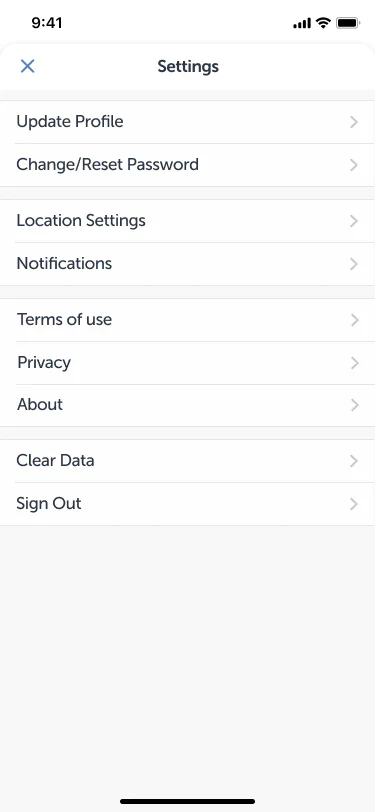 9:41
Settings
Update Profile
Change/Reset Password
Location Settings
Notifications
Terms of use
Privacy
About
Clear Data
Sign Out